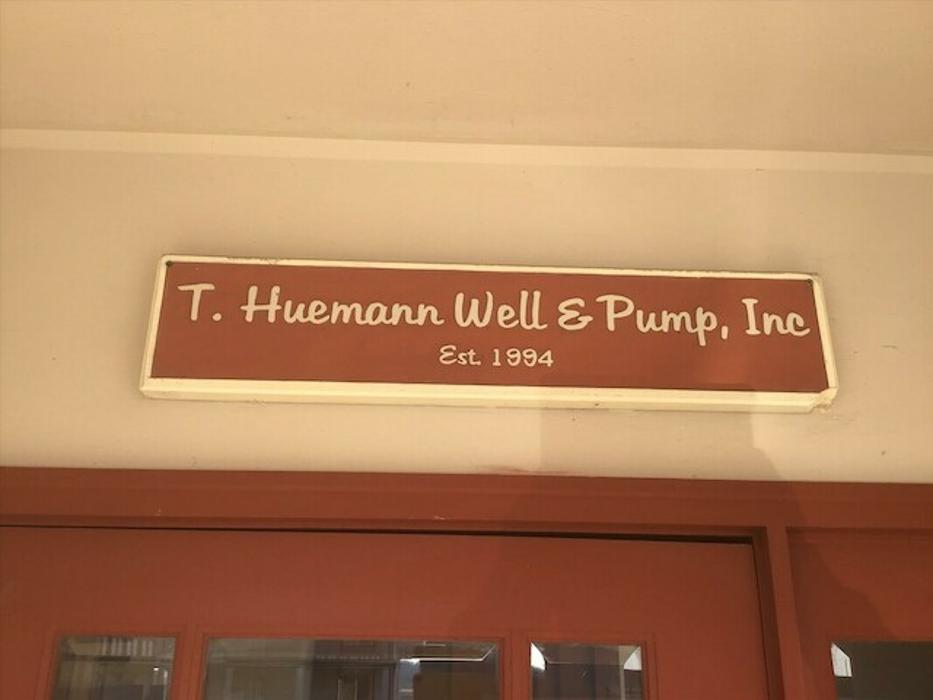 T. Huemann Well & Pump, Inc
Est. 1994